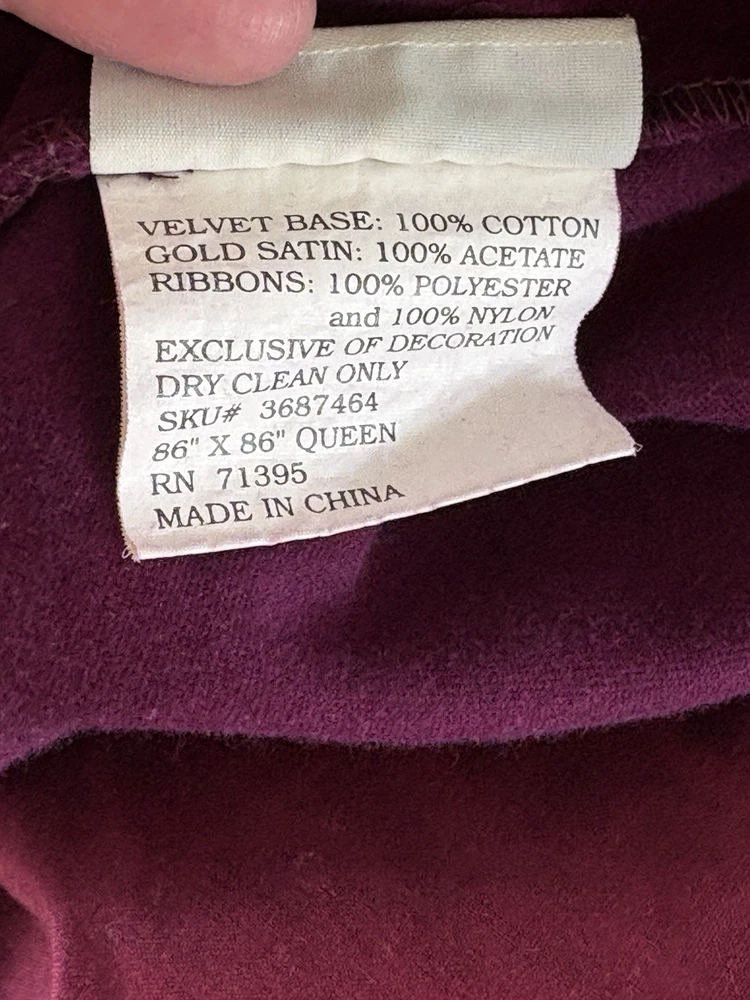 VELVET BASE: 100% COTTON
GOLD SATIN: 100% ACETATE
RIBBONS: 100% POLYESTER
and 100% NYLON
EXCLUSIVE OF DECORATION
DRY CLEAN ONLY
SKU# 3687464
86" X 86" QUEEN
RN 71395
MADE IN CHINA